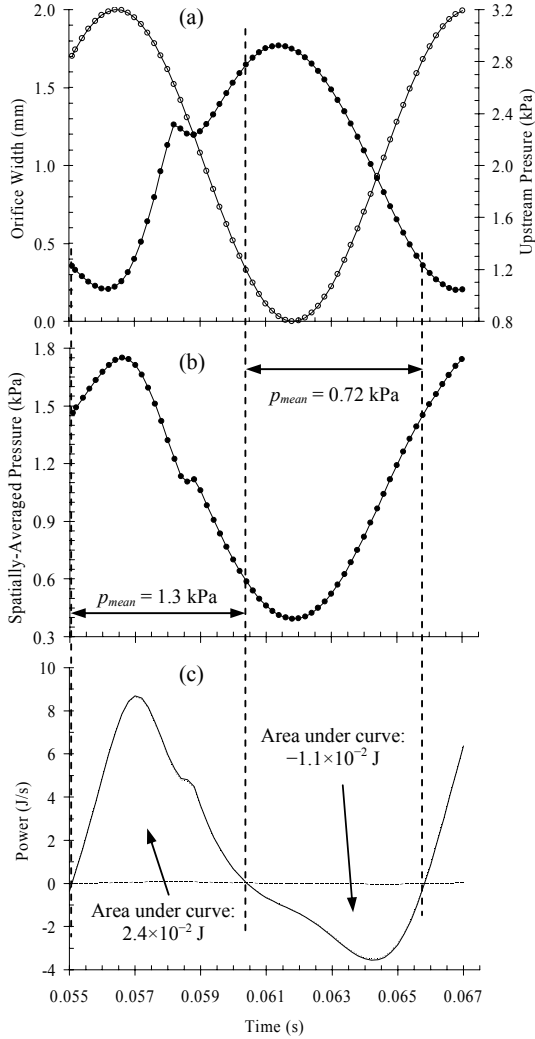 (a)
2.0
1.5
1.0
0.5
0.0
Orifice Width (mm)
3.2
2.8
2.4
2.0
1.6
1.2
0.8
Upstream Presure (kPa)
(b)
1.8
1.5
1.2
0.9
0.6
0.3
Spatially-Averaged Pressure (kPa)
pmean = 0.72 kPa
pmean = 1.3 kPa
(c)
10
8
6
4
2
0
-2
-4
Power (J/s)
Area under curve:
−1.1×10−2 J
Area under curve:
2.4×10−2 J
0.055 0.057 0.059 0.061 0.063 0.065 0.067
Time (s)